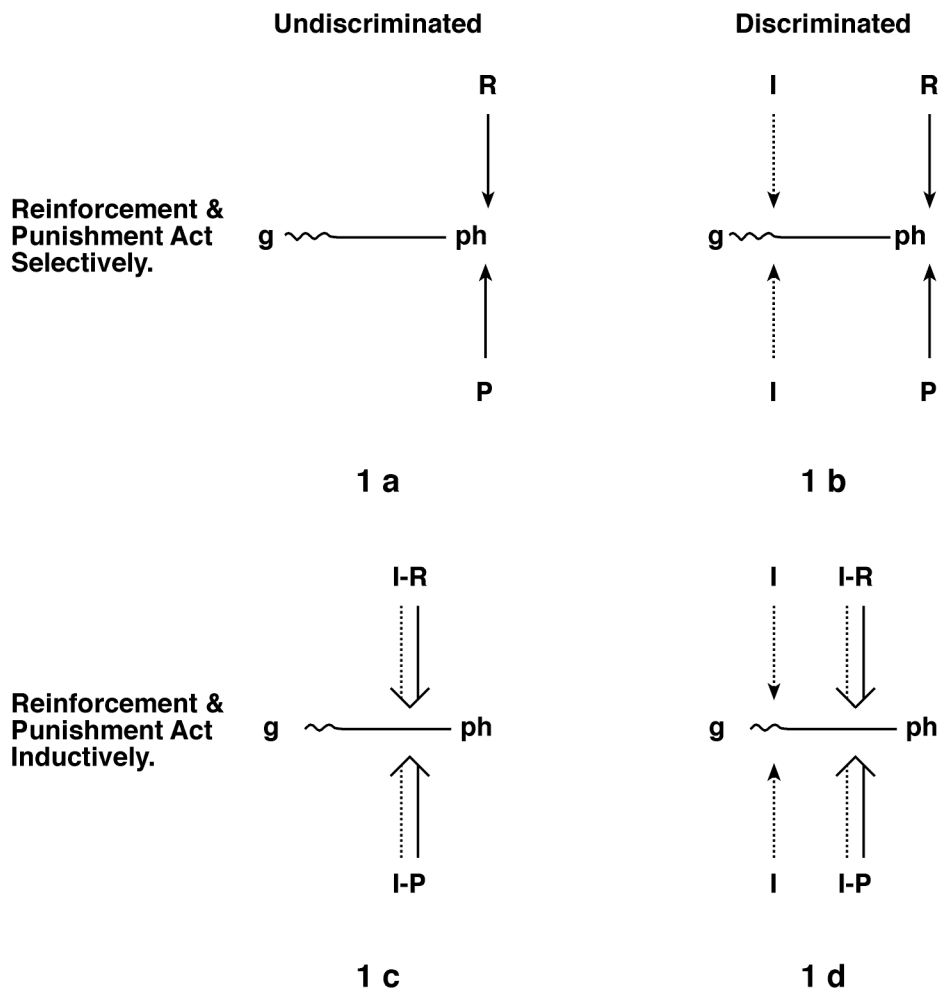 Undiscriminated
Discriminated
R
I
R
Reinforcement &
Punishment Act
Selectively.
g
ph
g
ph
P
I
P
1 a
1 b
I-R
I
I-R
Reinforcement &
Punishment Act
Inductively.
g
ph
g
ph
I-P
I
I-P
1 c
1 d